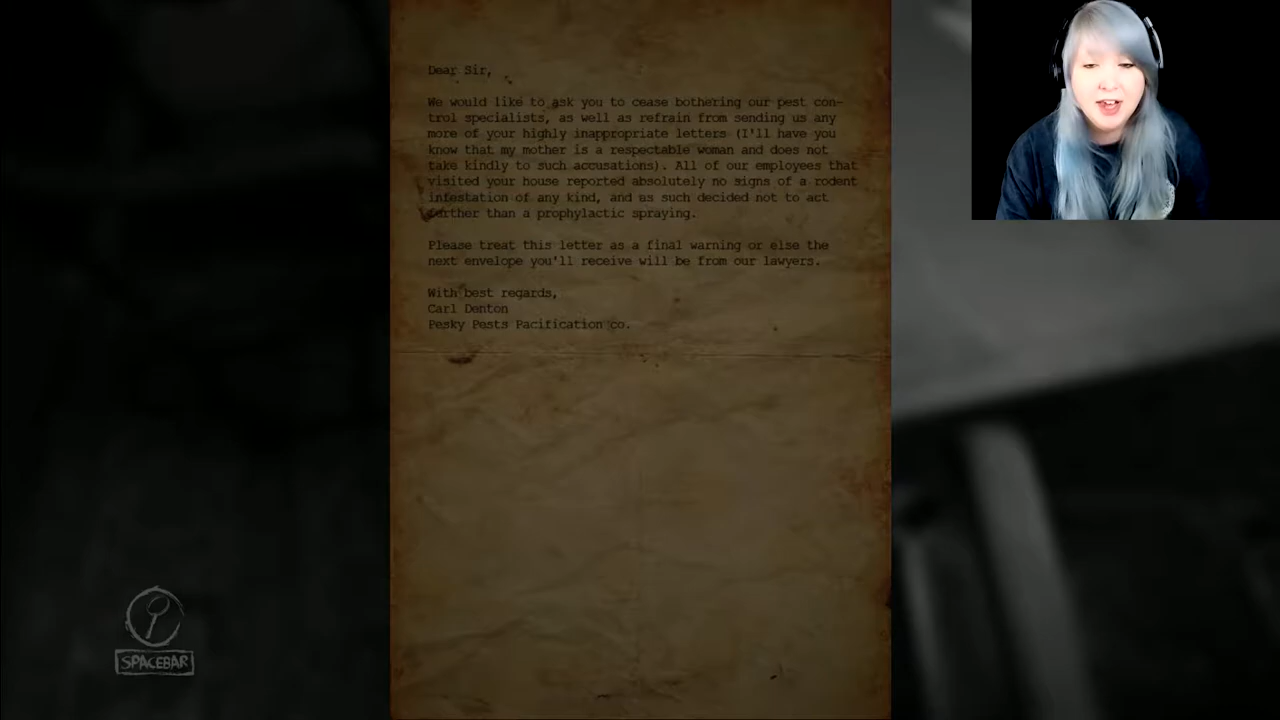 Dear Sir,
We would like to ask you to cease bothering our pest con-
trol specialists, as well as refrain from sending us any
more of your highly inappropriate letters (I'll have you
know that my mother is a respectable woman and does not
take kindly to such accusations). All of our employees that
visited your house reported absolutely no signs of a rodent
infestation of any kind, and as such decided not to act
farther than a prophylactic spraying.
Please treat this letter as a final warning or else the
next envelope you'll receive will be from our lawyers.
With best regards,
Carl Denton
Pesky Pests Pacification co.
SPACEBAR